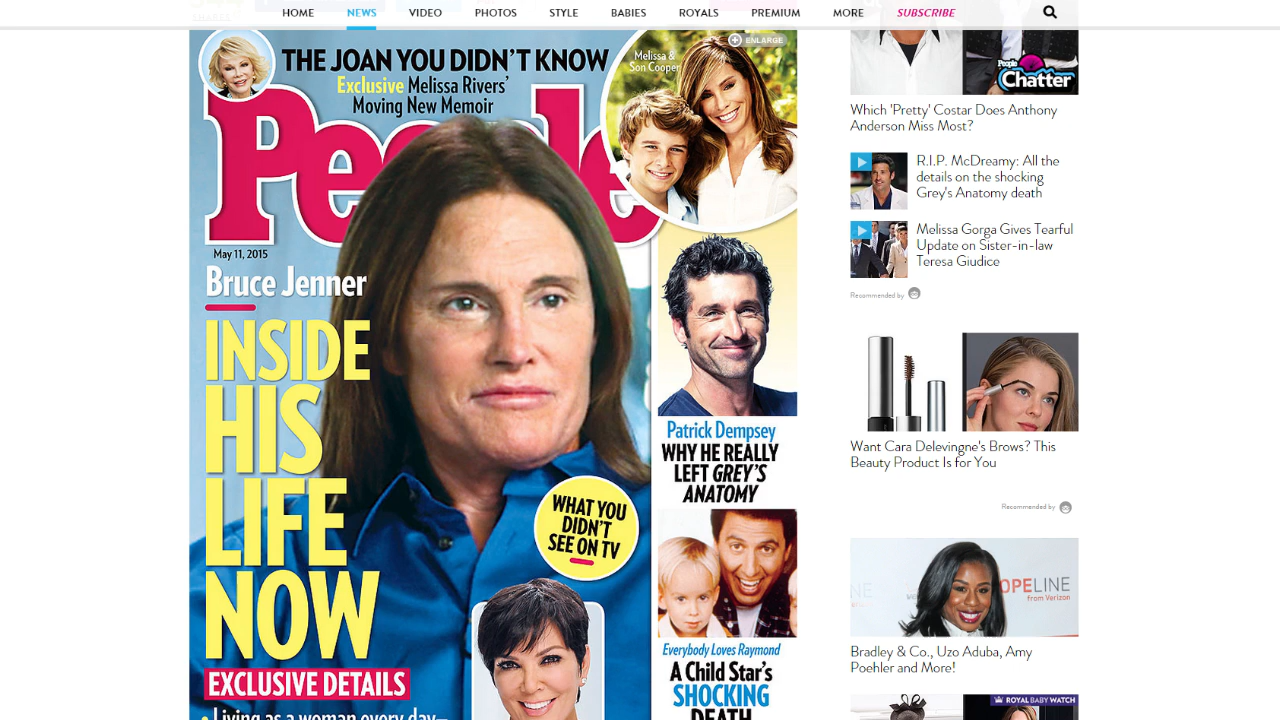 HOME NEWS VIDEO PHOTOS STYLE BABIES ROYALS PREMIUM MORE SUBSCRIBE
ENLARGE
THE JOAN YOU DIDN'T KNOW
Exclusive Melissa Rivers'
Moving New Memoir
Melissa &
Son Cooper
People
May 11, 2015
Bruce Jenner
INSIDE
HIS
LIFE
NOW
EXCLUSIVE DETAILS
• Living as a woman every day—
WHAT YOU
DIDN'T
SEE ON TV
Patrick Dempsey
WHY HE REALLY
LEFT GREY'S
ANATOMY
Everybody Loves Raymond
A Child Star's
SHOCKING
DEATH
People
Chatter
Which 'Pretty' Costar Does Anthony
Anderson Miss Most?
R.I.P. McDreamy: All the
details on the shocking
Grey's Anatomy death
Melissa Gorga Gives Tearful
Update on Sister-in-law
Teresa Giudice
Recommended by
Want Cara Delevingne's Brows? This
Beauty Product Is for You
Recommended by
OPELINE
from Verizon
Bradley & Co., Uzo Aduba, Amy
Poehler and More!
ROYAL BABY WATCH